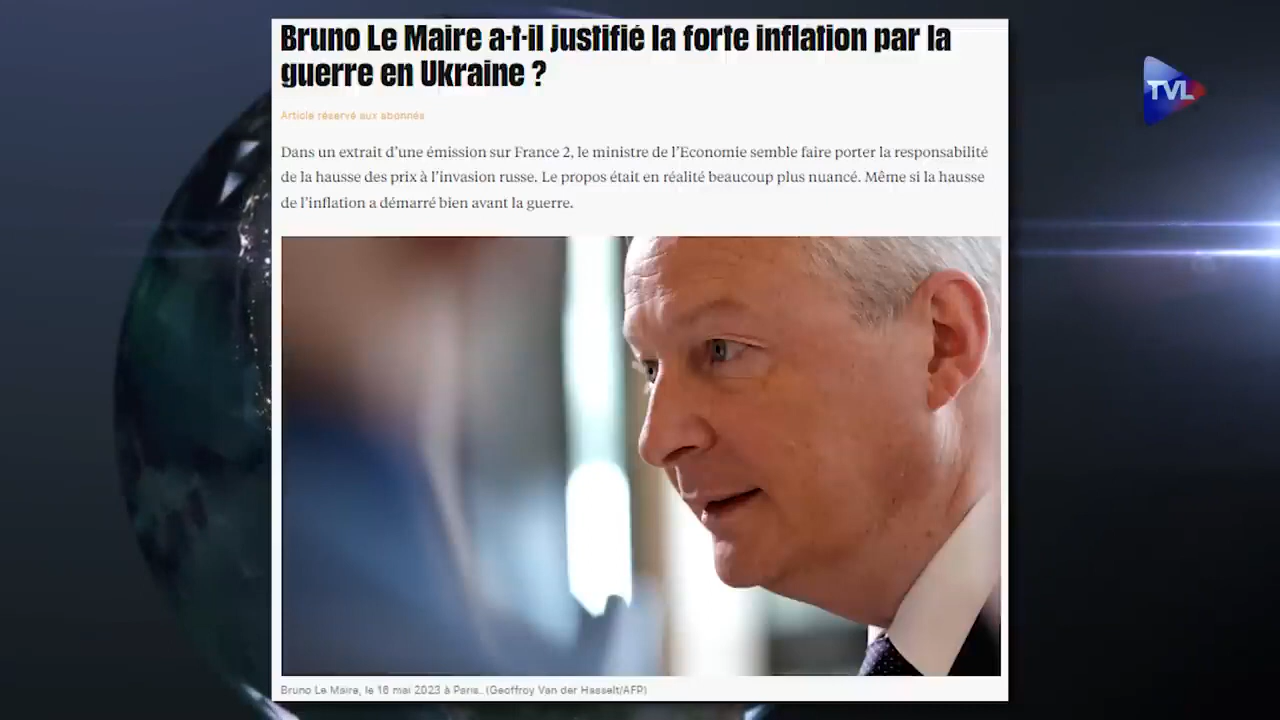 Bruno Le Maire a-t-il justifié la forte inflation par la
guerre en Ukraine ?
TVL
Article réservé aux abonnés
Dans un extrait d’une émission sur France 2, le ministre de l’Economie semble faire porter la responsabilité
de la hausse des prix à l’invasion russe. Le propos était en réalité beaucoup plus nuancé. Même si la hausse
de l’inflation a démarré bien avant la guerre.
Bruno Le Maire, le 16 mai 2023 à Paris. (Geoffroy Van der Hasselt/AFP)